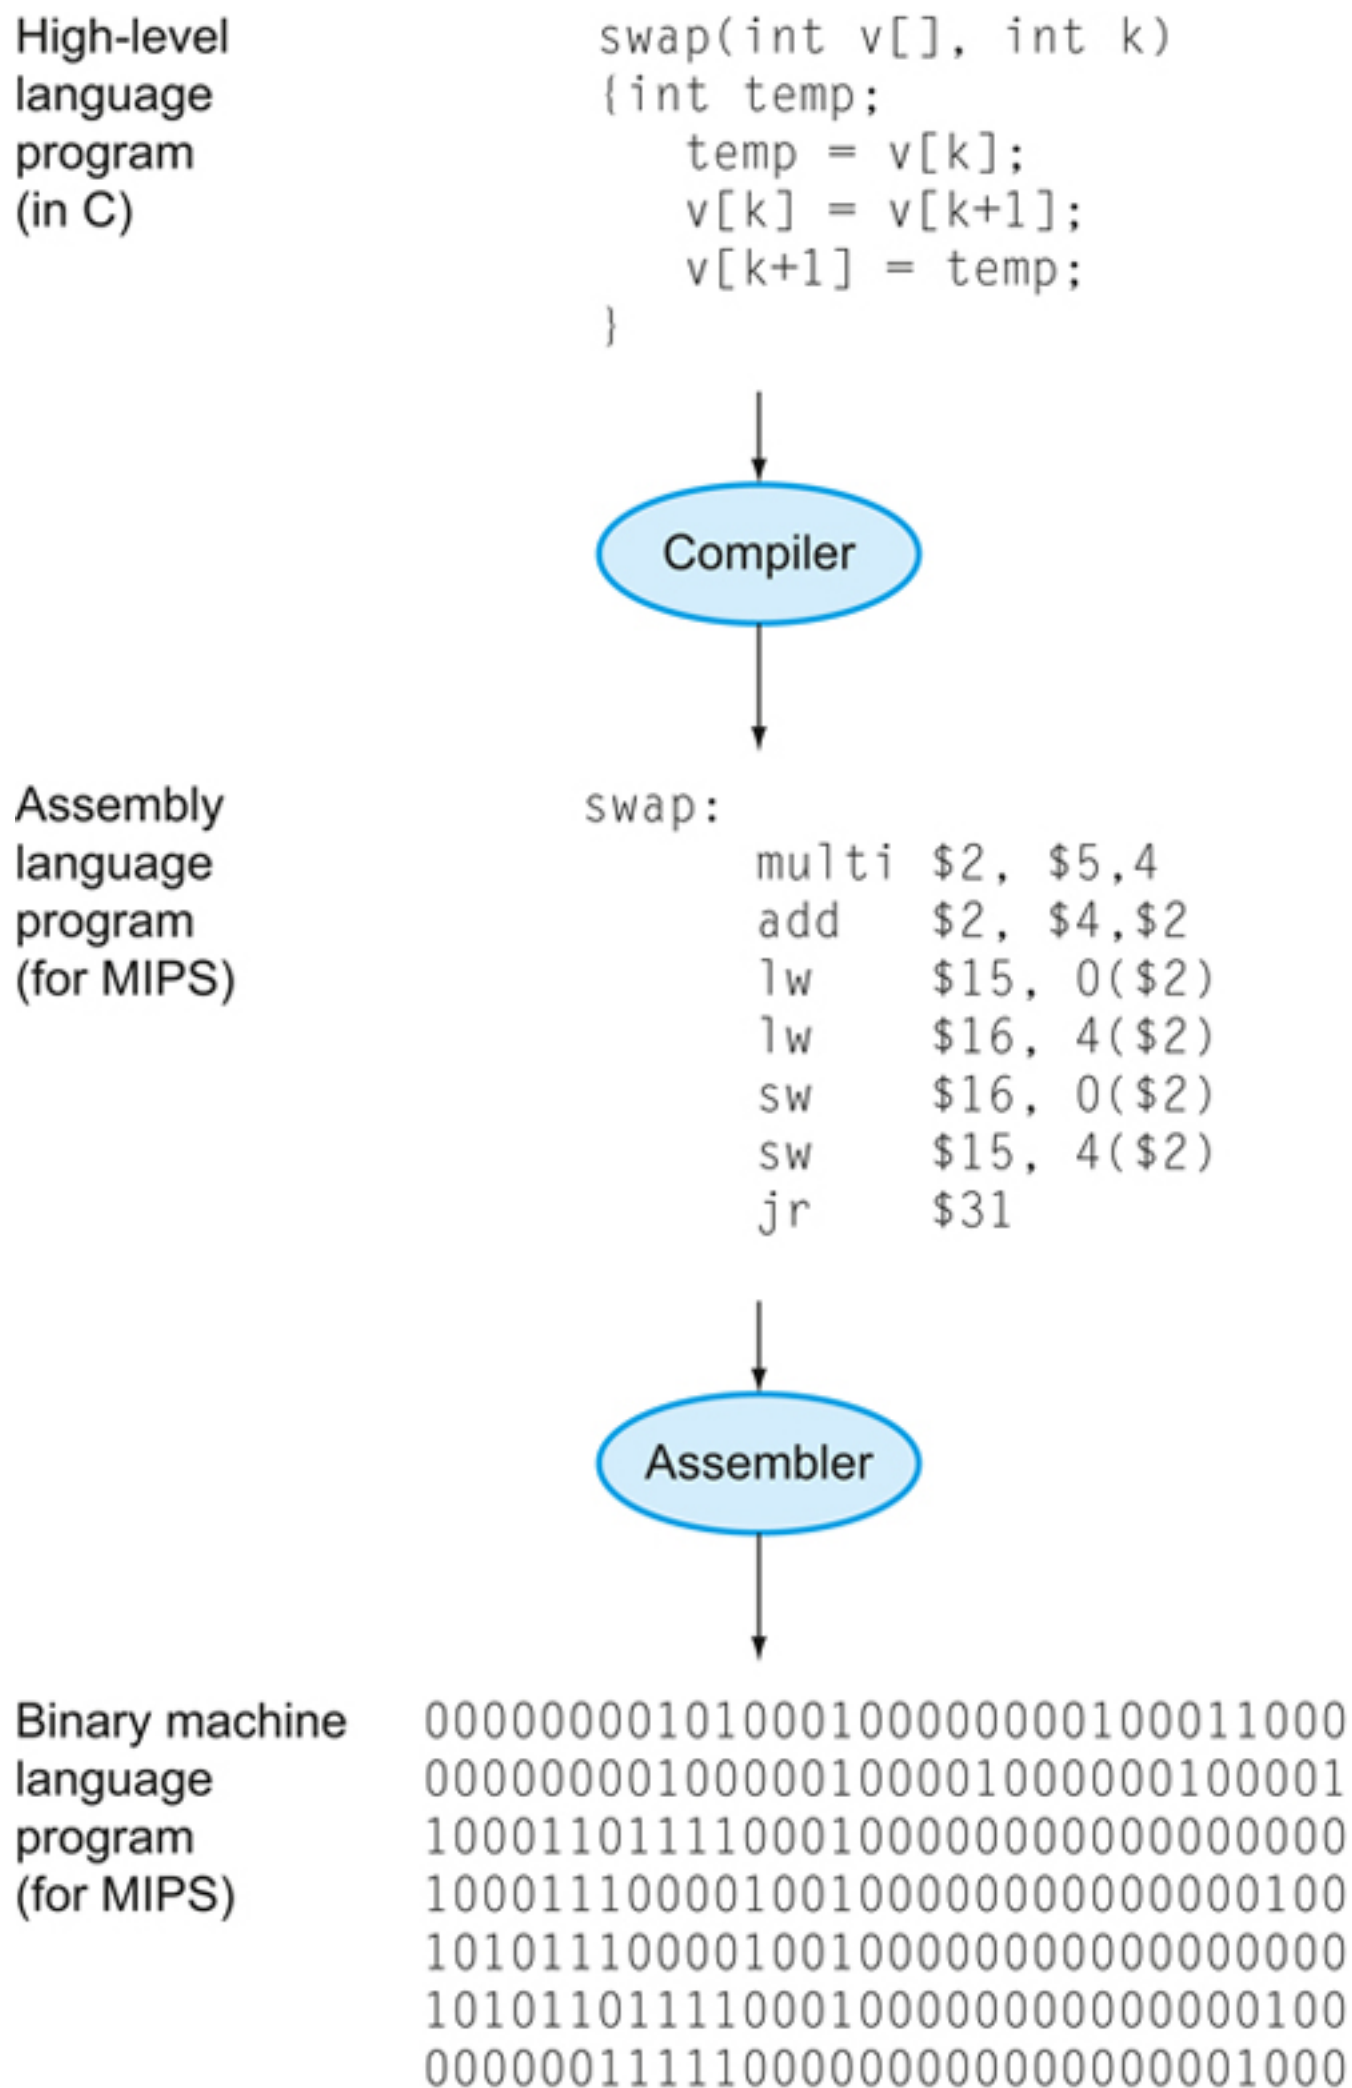 High-level
language
program
(in C)
swap(int v[], int k)
{int temp;
temp = v[k];
v[k] = v[k+1];
v[k+1] = temp;
}
Compiler
Assembly
language
program
(for MIPS)
swap:
multi $2, $5,4
add $2, $4,$2
lw $15, 0($2)
lw $16, 4($2)
sw $16, 0($2)
sw $15, 4($2)
jr $31
Assembler
Binary machine
language
program
(for MIPS)
00000000101000100000000100011000
00000000100000100001000000100001
10001101111000100000000000000000
10001110000100100000000000000100
10101110000100100000000000000000
10101101111000100000000000000100
00000011111000000000000000001000